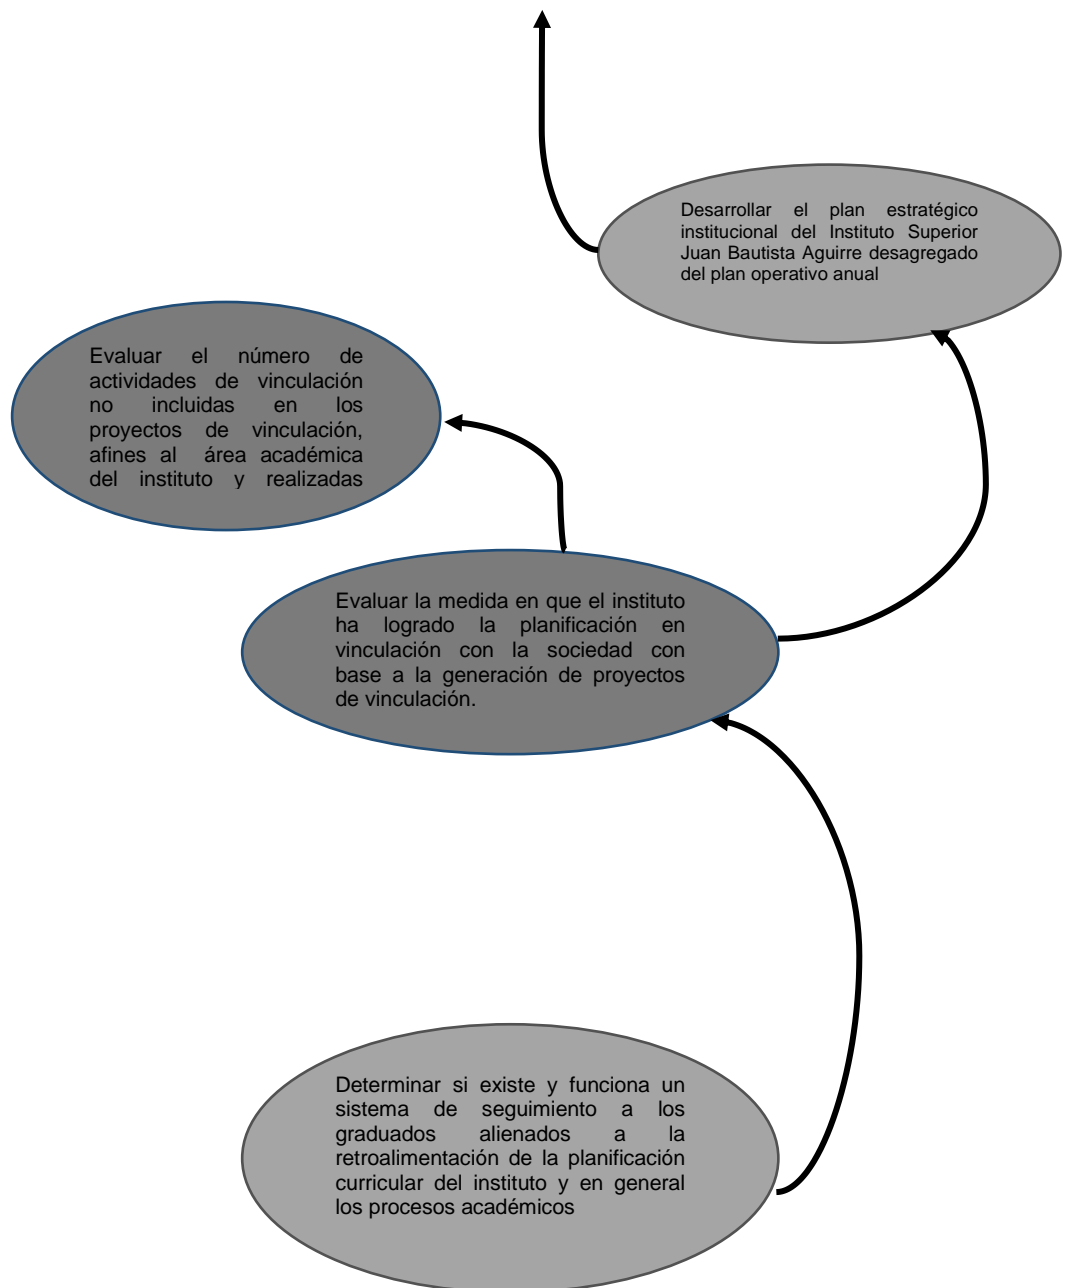 Desarrollar el plan estratégico
institucional del Instituto Superior
Juan Bautista Aguirre desagregado
del plan operativo anual
Evaluar el número de
actividades de vinculación
no incluidas en los
proyectos de vinculación,
afines al área académica
del instituto y realizadas
Evaluar la medida en que el instituto
ha logrado la planificación en
vinculación con la sociedad con
base a la generación de proyectos
de vinculación.
Determinar si existe y funciona un
sistema de seguimiento a los
graduados alienados a la
retroalimentación de la planificación
curricular del instituto y en general
los procesos académicos